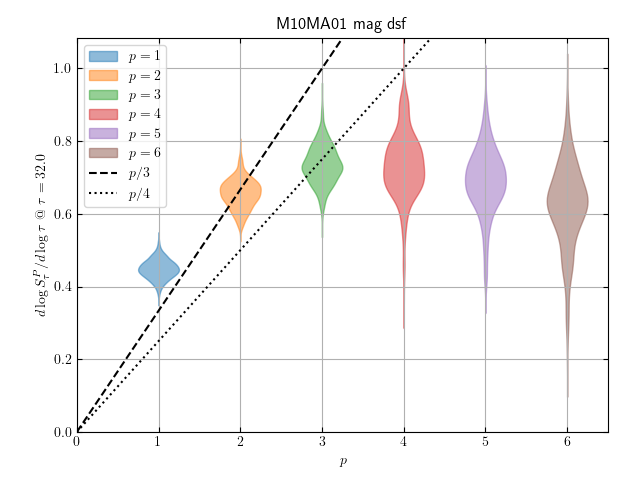 M10MA01 mag dsf
p = 1
p = 2
p = 3
p = 4
p = 5
p = 6
p/3
p/4
d log S_τ^P / d log τ @ τ = 32.0
1.0
0.8
0.6
0.4
0.2
0.0
0 1 2 3 4 5 6
p